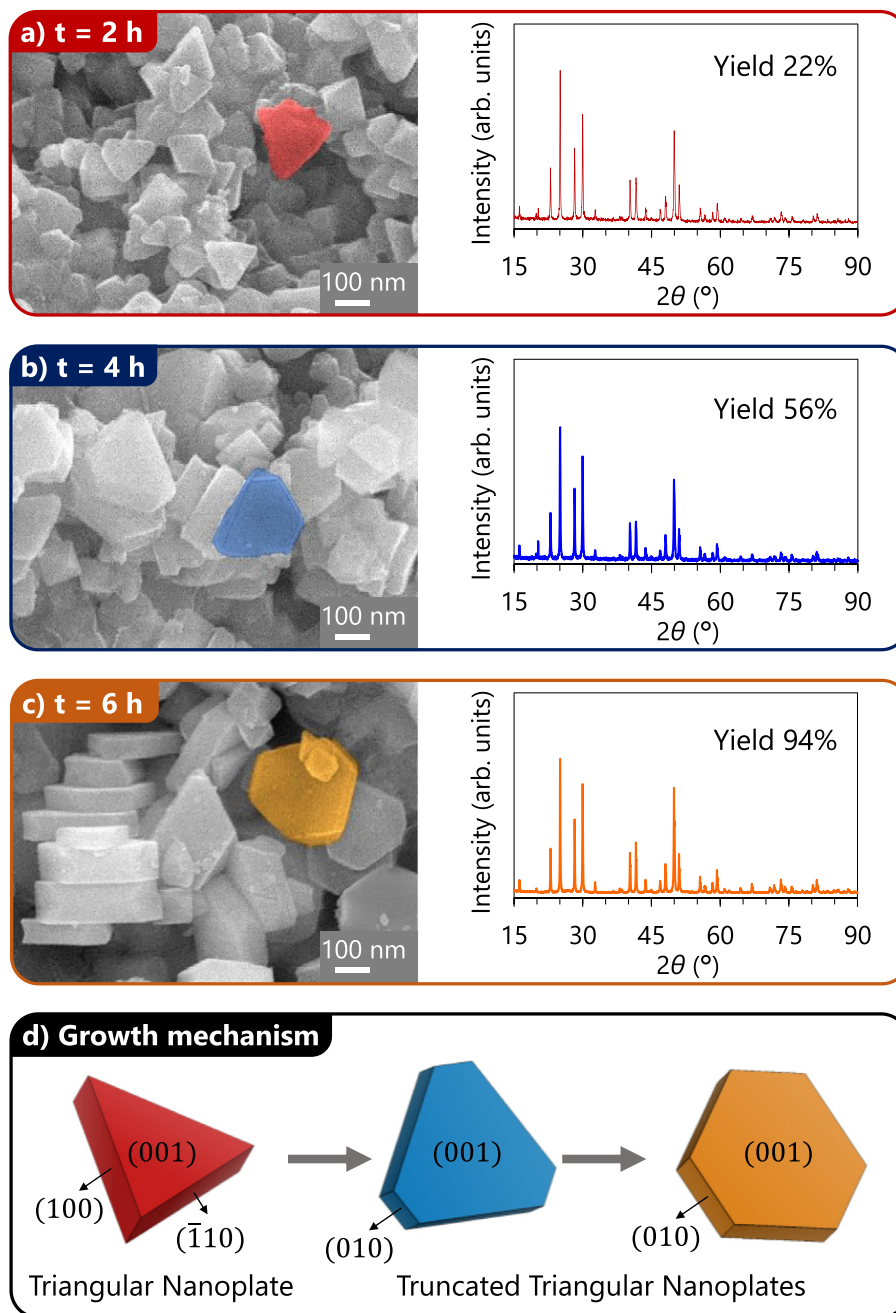 a) t = 2 h
100 nm
Intensity (arb. units)
Yield 22%
15 30 45 60 75 90
2θ (°)
b) t = 4 h
100 nm
Intensity (arb. units)
Yield 56%
15 30 45 60 75 90
2θ (°)
c) t = 6 h
100 nm
Intensity (arb. units)
Yield 94%
15 30 45 60 75 90
2θ (°)
d) Growth mechanism
(001) (001) (001)
(100)
(1̅10)
(010)
(010)
Triangular Nanoplate
Truncated Triangular Nanoplates